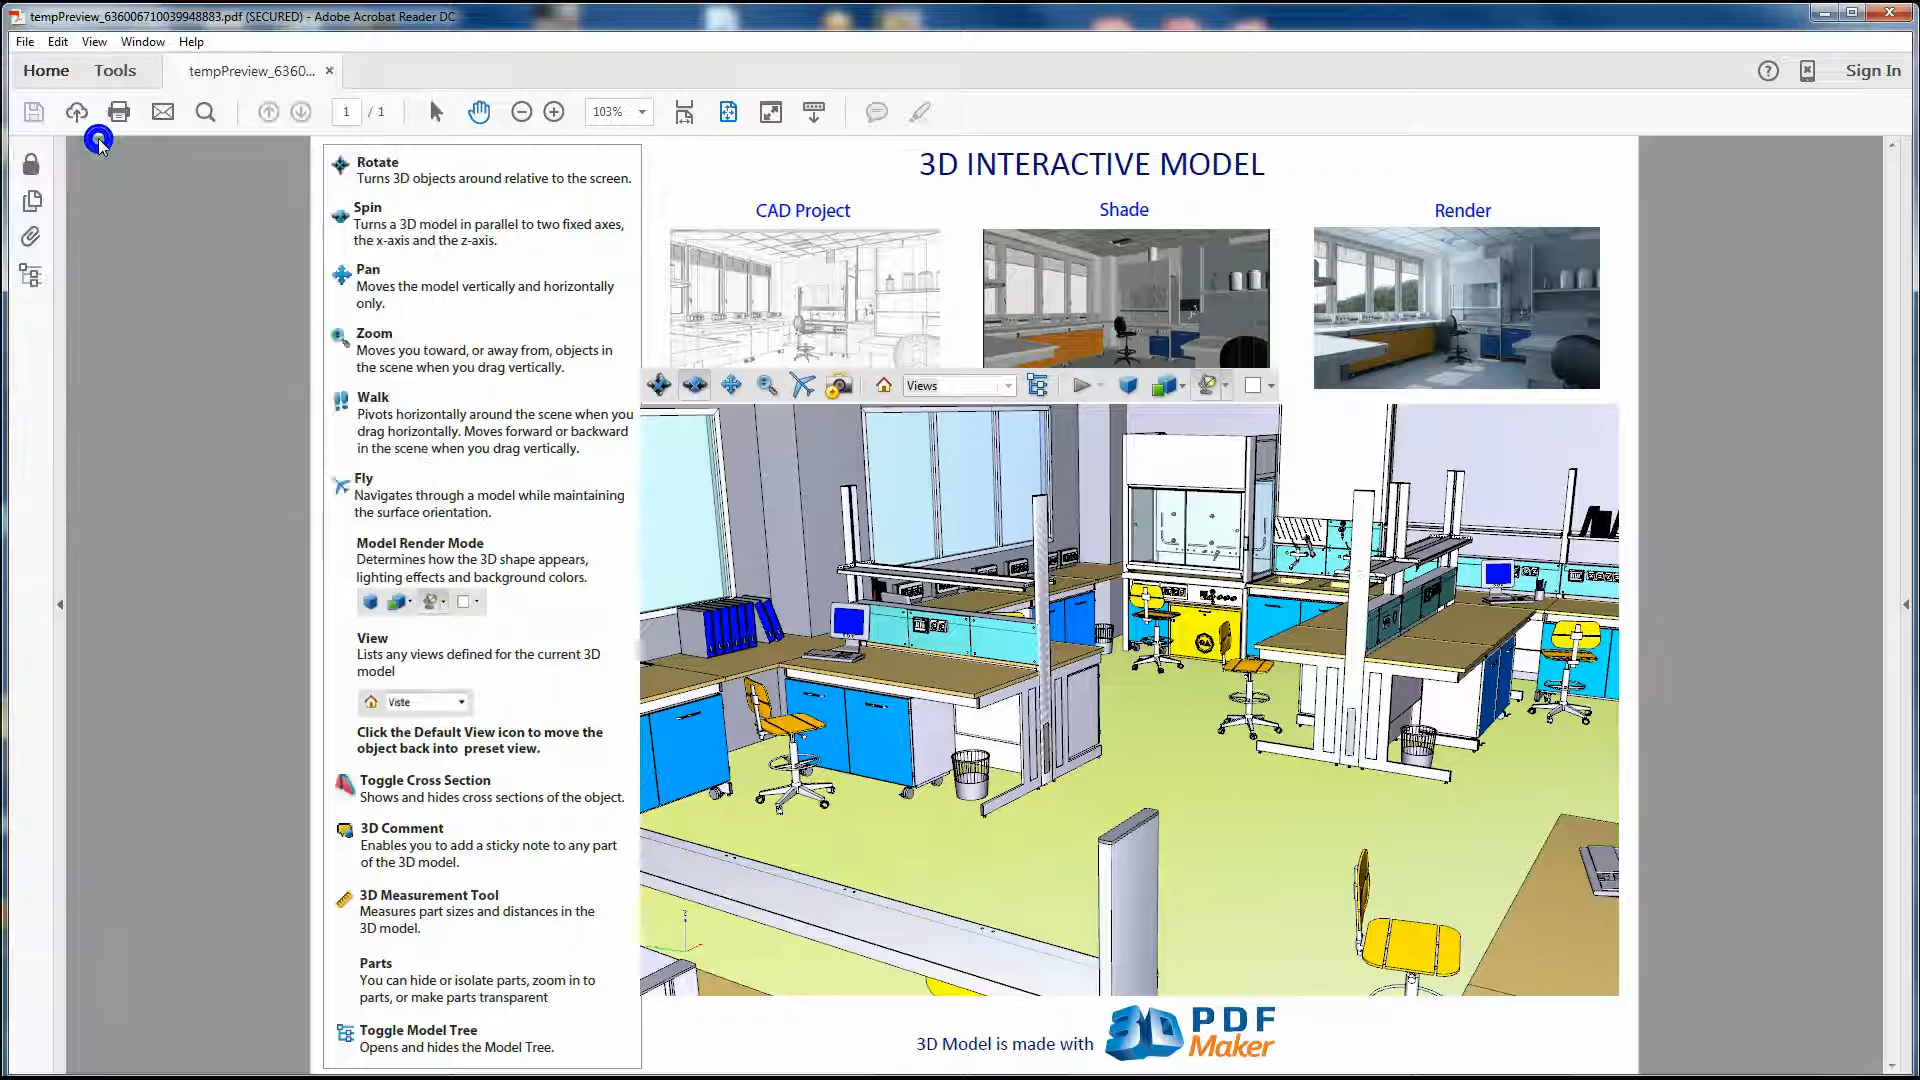 tempPreview_636006710039948883.pdf (SECURED) - Adobe Acrobat Reader DC
File Edit View Window Help
Home Tools tempPreview_6360... × Sign In
1 / 1 103%
Rotate
Turns 3D objects around relative to the screen.
Spin
Turns a 3D model in parallel to two fixed axes,
the x-axis and the z-axis.
Pan
Moves the model vertically and horizontally
only.
Zoom
Moves you toward, or away from, objects in
the scene when you drag vertically.
Walk
Pivots horizontally around the scene when you
drag horizontally. Moves forward or backward
in the scene when you drag vertically.
Fly
Navigates through a model while maintaining
the surface orientation.
Model Render Mode
Determines how the 3D shape appears,
lighting effects and background colors.
View
Lists any views defined for the current 3D
model
Viste
Click the Default View icon to move the
object back into preset view.
Toggle Cross Section
Shows and hides cross sections of the object.
3D Comment
Enables you to add a sticky note to any part
of the 3D model.
3D Measurement Tool
Measures part sizes and distances in the
3D model.
Parts
You can hide or isolate parts, zoom in to
parts, or make parts transparent
Toggle Model Tree
Opens and hides the Model Tree.
3D INTERACTIVE MODEL
CAD Project Shade Render
Views
3D Model is made with 3D PDF Maker